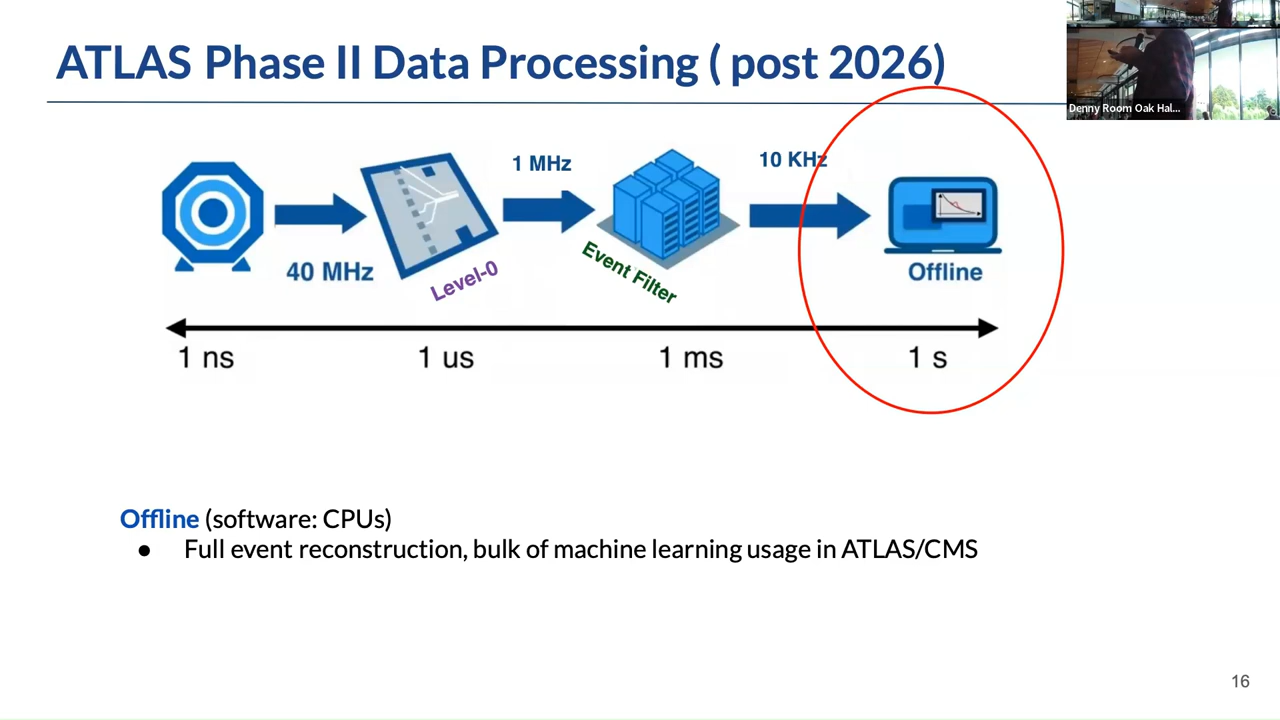 ATLAS Phase II Data Processing ( post 2026)
Denny Room Oak Hal...
1 MHz
10 KHz
40 MHz
Level-0
Event Filter
Offline
1 ns
1 us
1 ms
1 s
Offline (software: CPUs)
● Full event reconstruction, bulk of machine learning usage in ATLAS/CMS
16